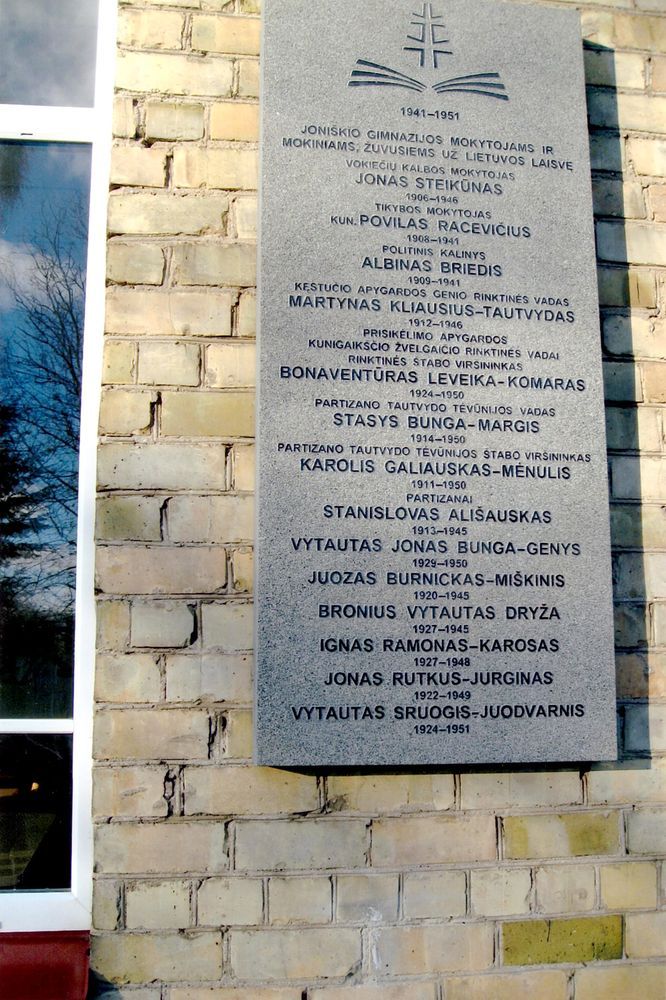 1941–1951
JONIŠKIO GIMNAZIJOS MOKYTOJAMS IR
MOKINIAMS, ŽUVUSIEMS UŽ LIETUVOS LAISVĘ
VOKIEČIŲ KALBOS MOKYTOJAS
JONAS STEIKŪNAS
1906–1946
TIKYBOS MOKYTOJAS
KUN. POVILAS RACEVIČIUS
1908–1941
POLITINIS KALINYS
ALBINAS BRIEDIS
1909–1941
KĘSTUČIO APYGARDOS GENIO RINKTINĖS VADAS
MARTYNAS KLIAUSIUS–TAUTVYDAS
1912–1946
PRISIKĖLIMO APYGARDOS
KUNIGAIKŠČIO ŽVELGAIČIO RINKTINĖS VADAI
RINKTINĖS ŠTABO VIRŠININKAS
BONAVENTŪRAS LEVEIKA–KOMARAS
1924–1950
PARTIZANO TAUTVYDO TĖVŪNIJOS VADAS
STASYS BUNGA–MARGIS
1914–1950
PARTIZANO TAUTVYDO TĖVŪNIJOS ŠTABO VIRŠININKAS
KAROLIS GALIAUSKAS–MĖNULIS
1911–1950
PARTIZANAI
STANISLOVAS ALIŠAUSKAS
1913–1945
VYTAUTAS JONAS BUNGA–GENYS
1929–1950
JUOZAS BURNICKAS–MIŠKINIS
1920–1945
BRONIUS VYTAUTAS DRYŽA
1927–1945
IGNAS RAMONAS–KAROSAS
1927–1948
JONAS RUTKUS–JURGINAS
1922–1949
VYTAUTAS SRUOGIS–JUODVARNIS
1924–1951